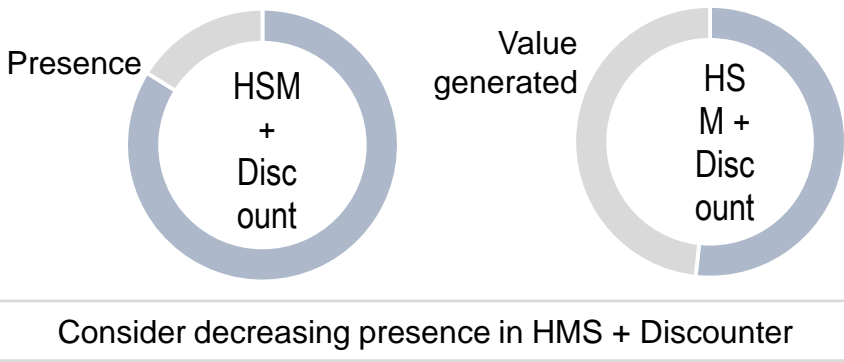 Presence
HSM
+
Disc
ount
Value
generated
HS
M +
Disc
ount
Consider decreasing presence in HMS + Discounter